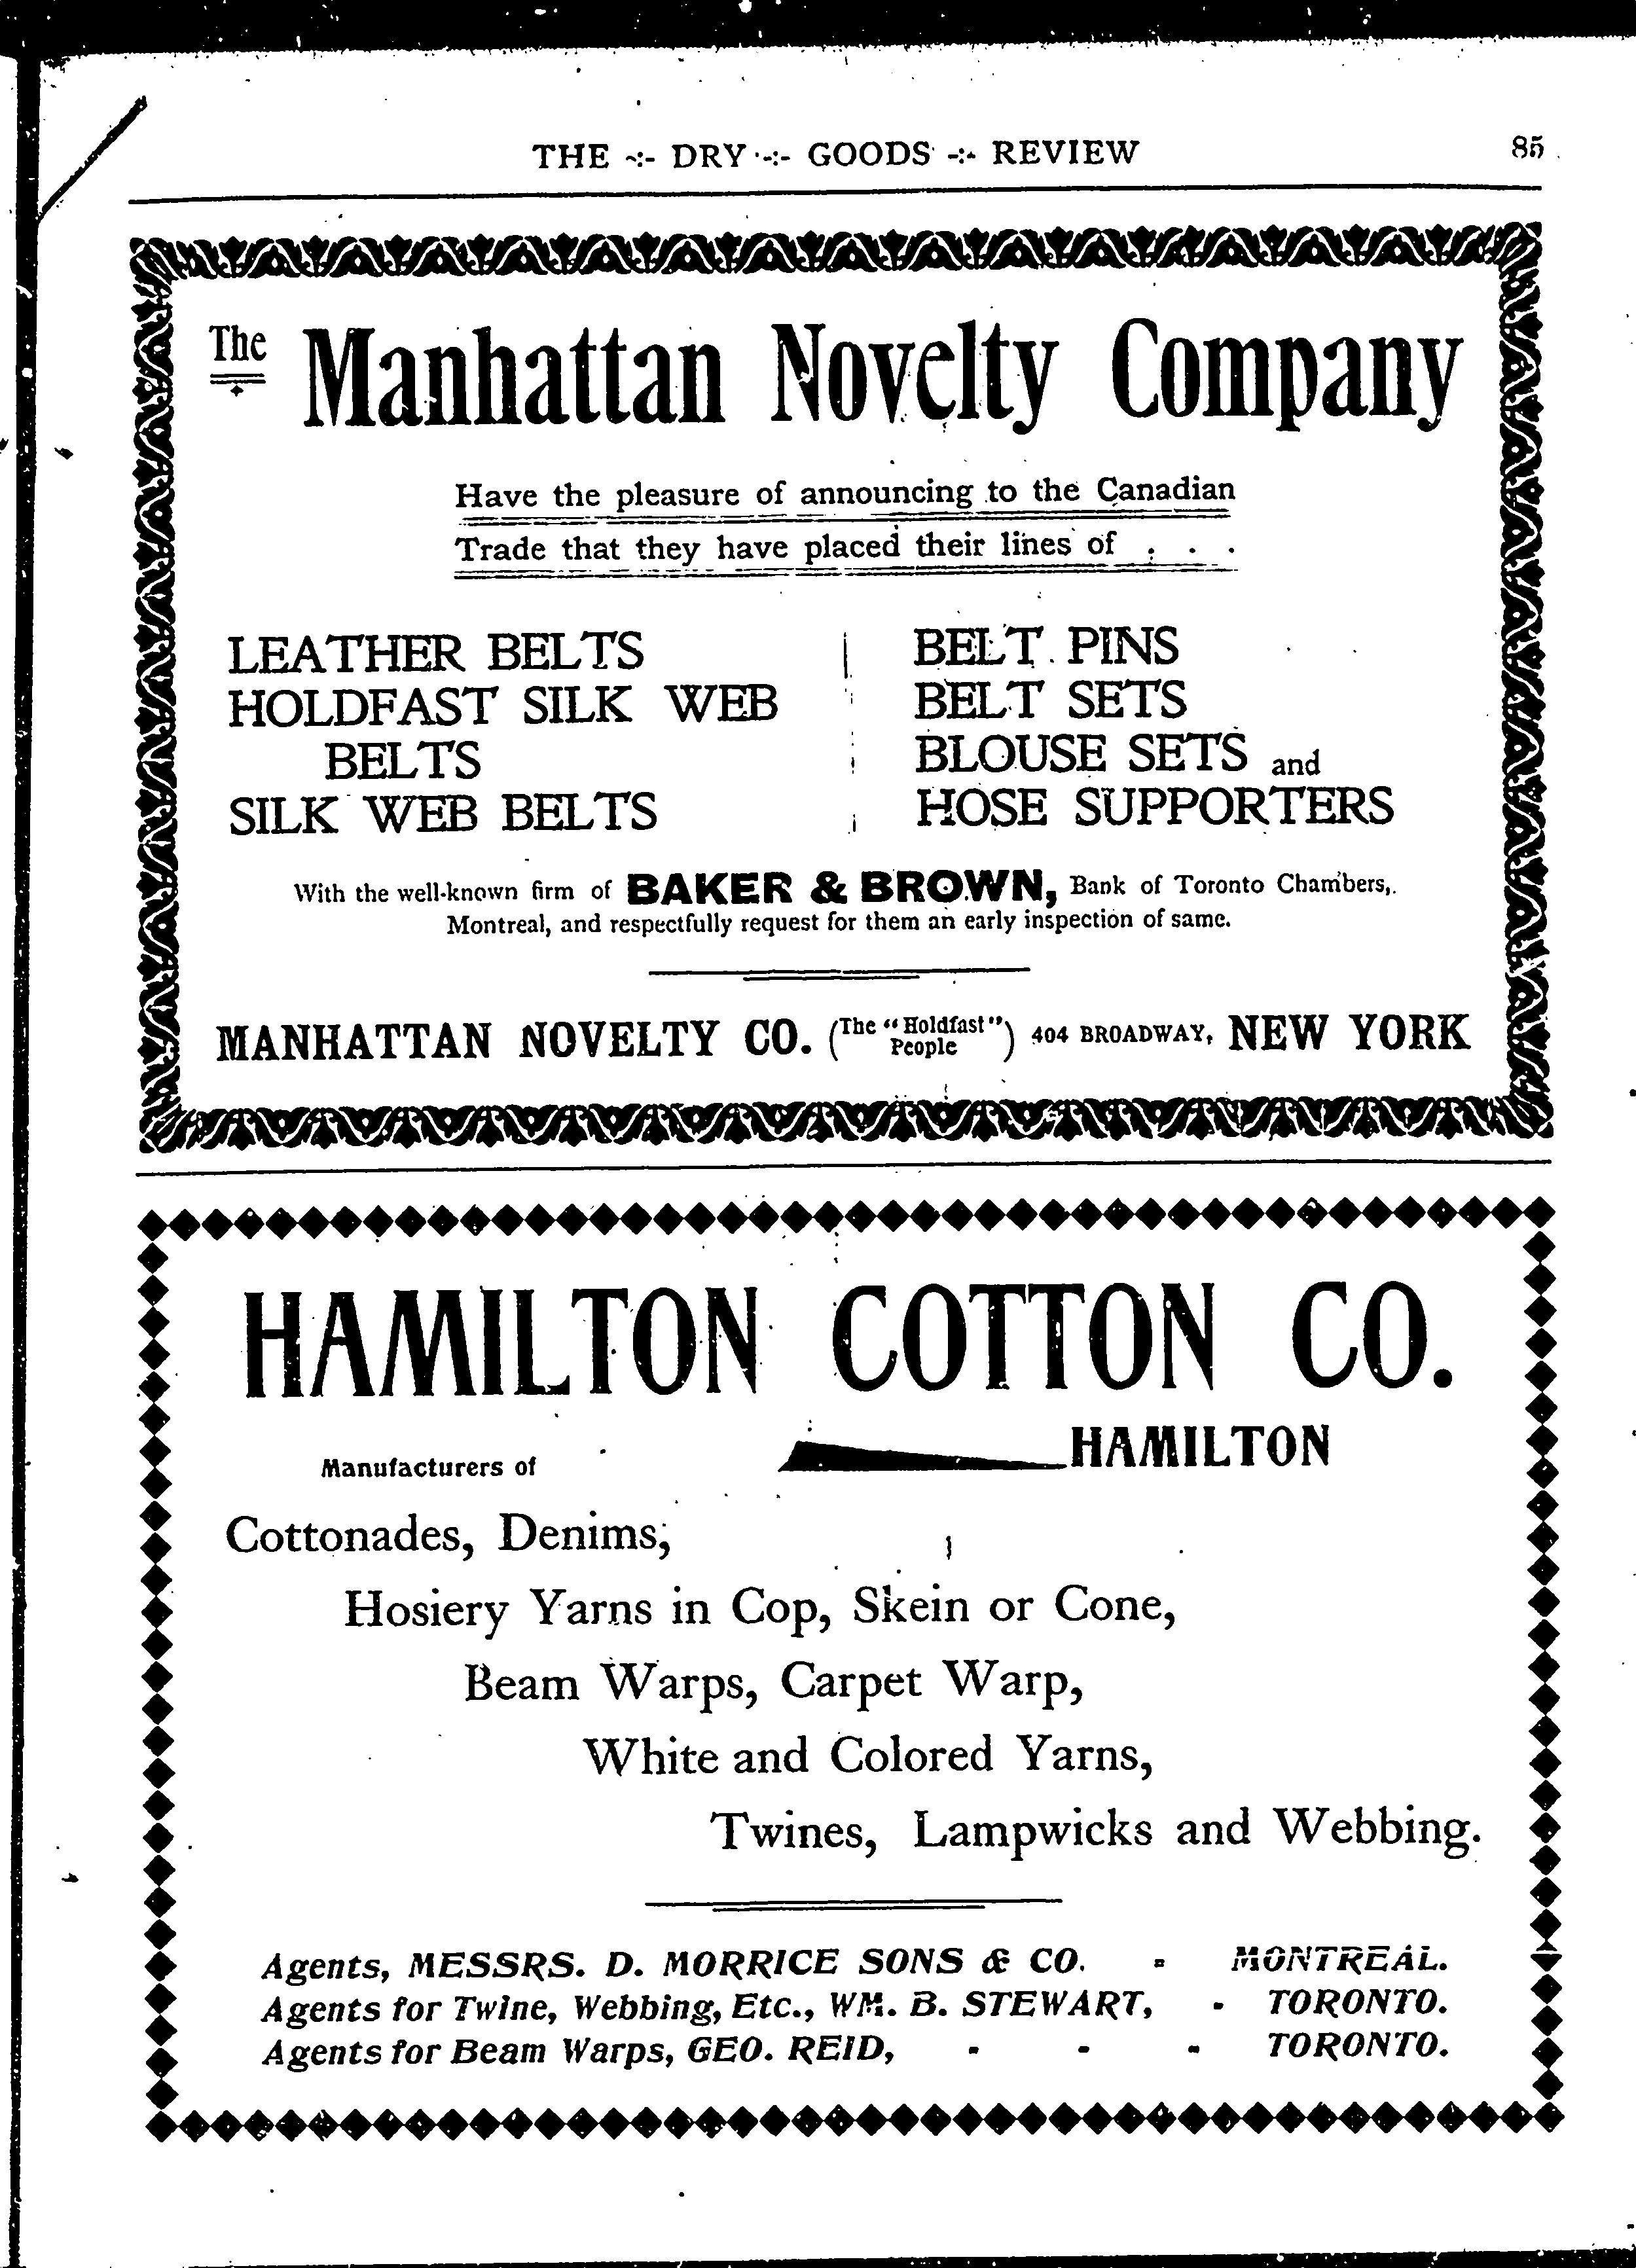 THE -:- DRY -:- GOODS -:- REVIEW 85
The Manhattan Novelty Company
Have the pleasure of announcing to the Canadian
Trade that they have placed their lines of . . .
LEATHER BELTS
HOLDFAST SILK WEB
BELTS
SILK WEB BELTS
BELT PINS
BELT SETS
BLOUSE SETS and
HOSE SUPPORTERS
With the well-known firm of BAKER & BROWN, Bank of Toronto Chambers,
Montreal, and respectfully request for them an early inspection of same.
MANHATTAN NOVELTY CO. (The "Holdfast" People) 404 BROADWAY, NEW YORK
HAMILTON COTTON CO.
HAMILTON
Manufacturers of
Cottonades, Denims,
Hosiery Yarns in Cop, Skein or Cone,
Beam Warps, Carpet Warp,
White and Colored Yarns,
Twines, Lampwicks and Webbing.
Agents, MESSRS. D. MORRICE SONS & CO. - MONTREAL.
Agents for Twine, Webbing, Etc., WM. B. STEWART, - TORONTO.
Agents for Beam Warps, GEO. REID, - - - TORONTO.